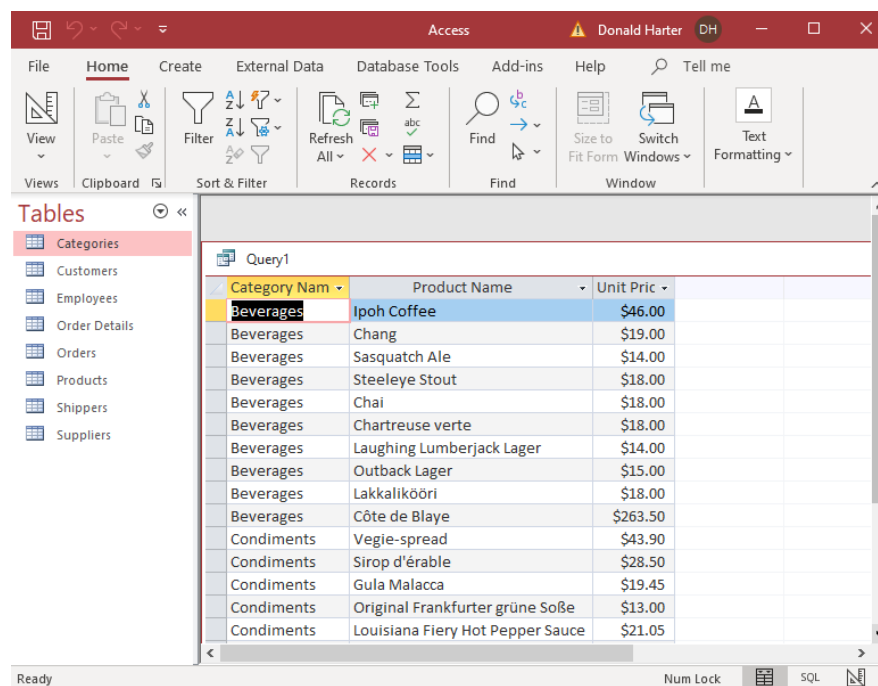 Access Donald Harter DH
File Home Create External Data Database Tools Add-ins Help Tell me
View Paste Filter Refresh All abc Find Size to Fit Form Switch Windows A Text Formatting
Views Clipboard Sort & Filter Records Find Window
Tables
Categories
Customers
Employees
Order Details
Orders
Products
Shippers
Suppliers
Query1
Category Nam Product Name Unit Pric
Beverages Ipoh Coffee $46.00
Beverages Chang $19.00
Beverages Sasquatch Ale $14.00
Beverages Steeleye Stout $18.00
Beverages Chai $18.00
Beverages Chartreuse verte $18.00
Beverages Laughing Lumberjack Lager $14.00
Beverages Outback Lager $15.00
Beverages Lakkalikööri $18.00
Beverages Côte de Blaye $263.50
Condiments Vegie-spread $43.90
Condiments Sirop d'érable $28.50
Condiments Gula Malacca $19.45
Condiments Original Frankfurter grüne Soße $13.00
Condiments Louisiana Fiery Hot Pepper Sauce $21.05
Ready Num Lock SQL